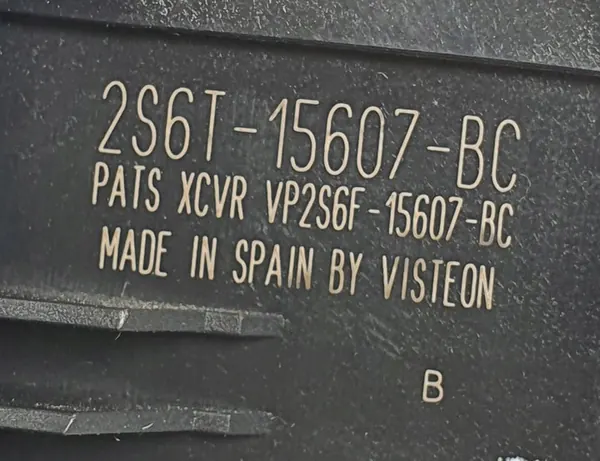 2S6T-15607-BC
PATS XCVR VP2S6F-15607-BC
MADE IN SPAIN BY VISTEON
B